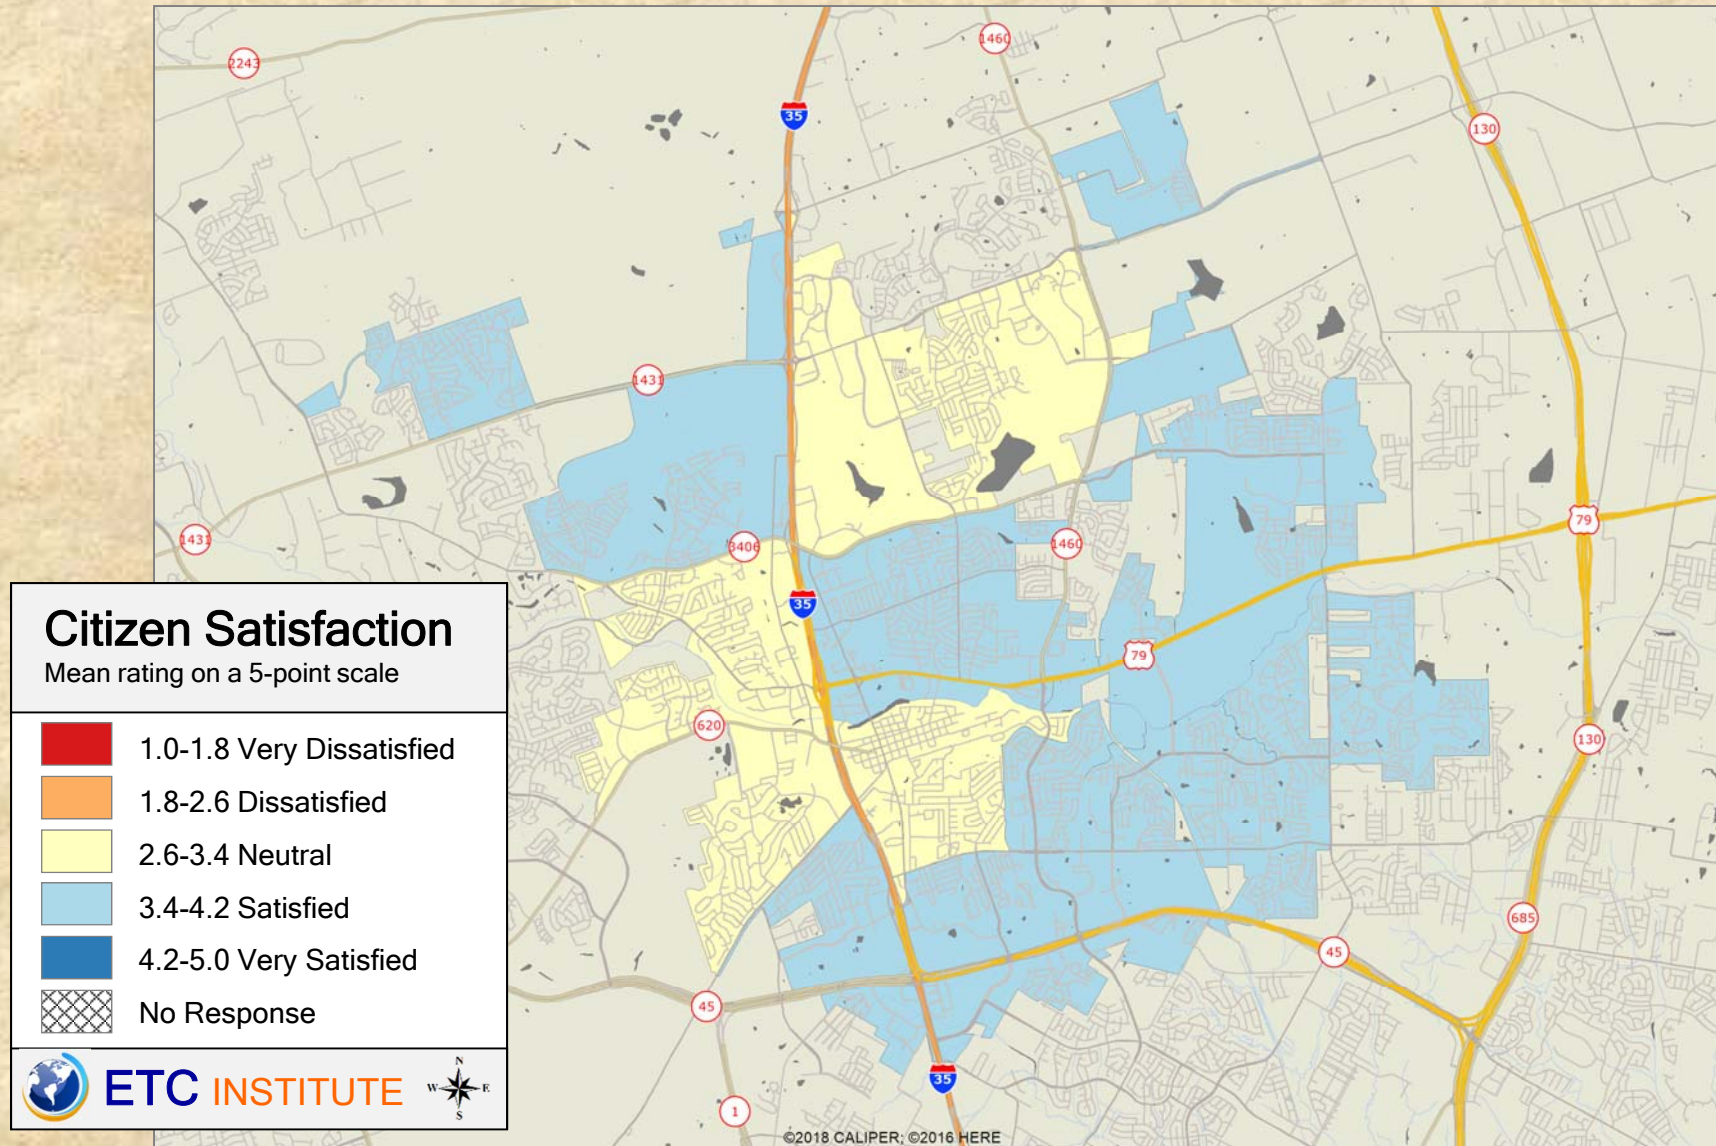 2243
1460
35
130
1431
1431
3406
1460
79
35
79
620
130
685
45
45
35
1
Citizen Satisfaction
Mean rating on a 5-point scale
1.0-1.8 Very Dissatisfied
1.8-2.6 Dissatisfied
2.6-3.4 Neutral
3.4-4.2 Satisfied
4.2-5.0 Very Satisfied
No Response
ETC INSTITUTE
N
W E
S
©2018 CALIPER; ©2016 HERE